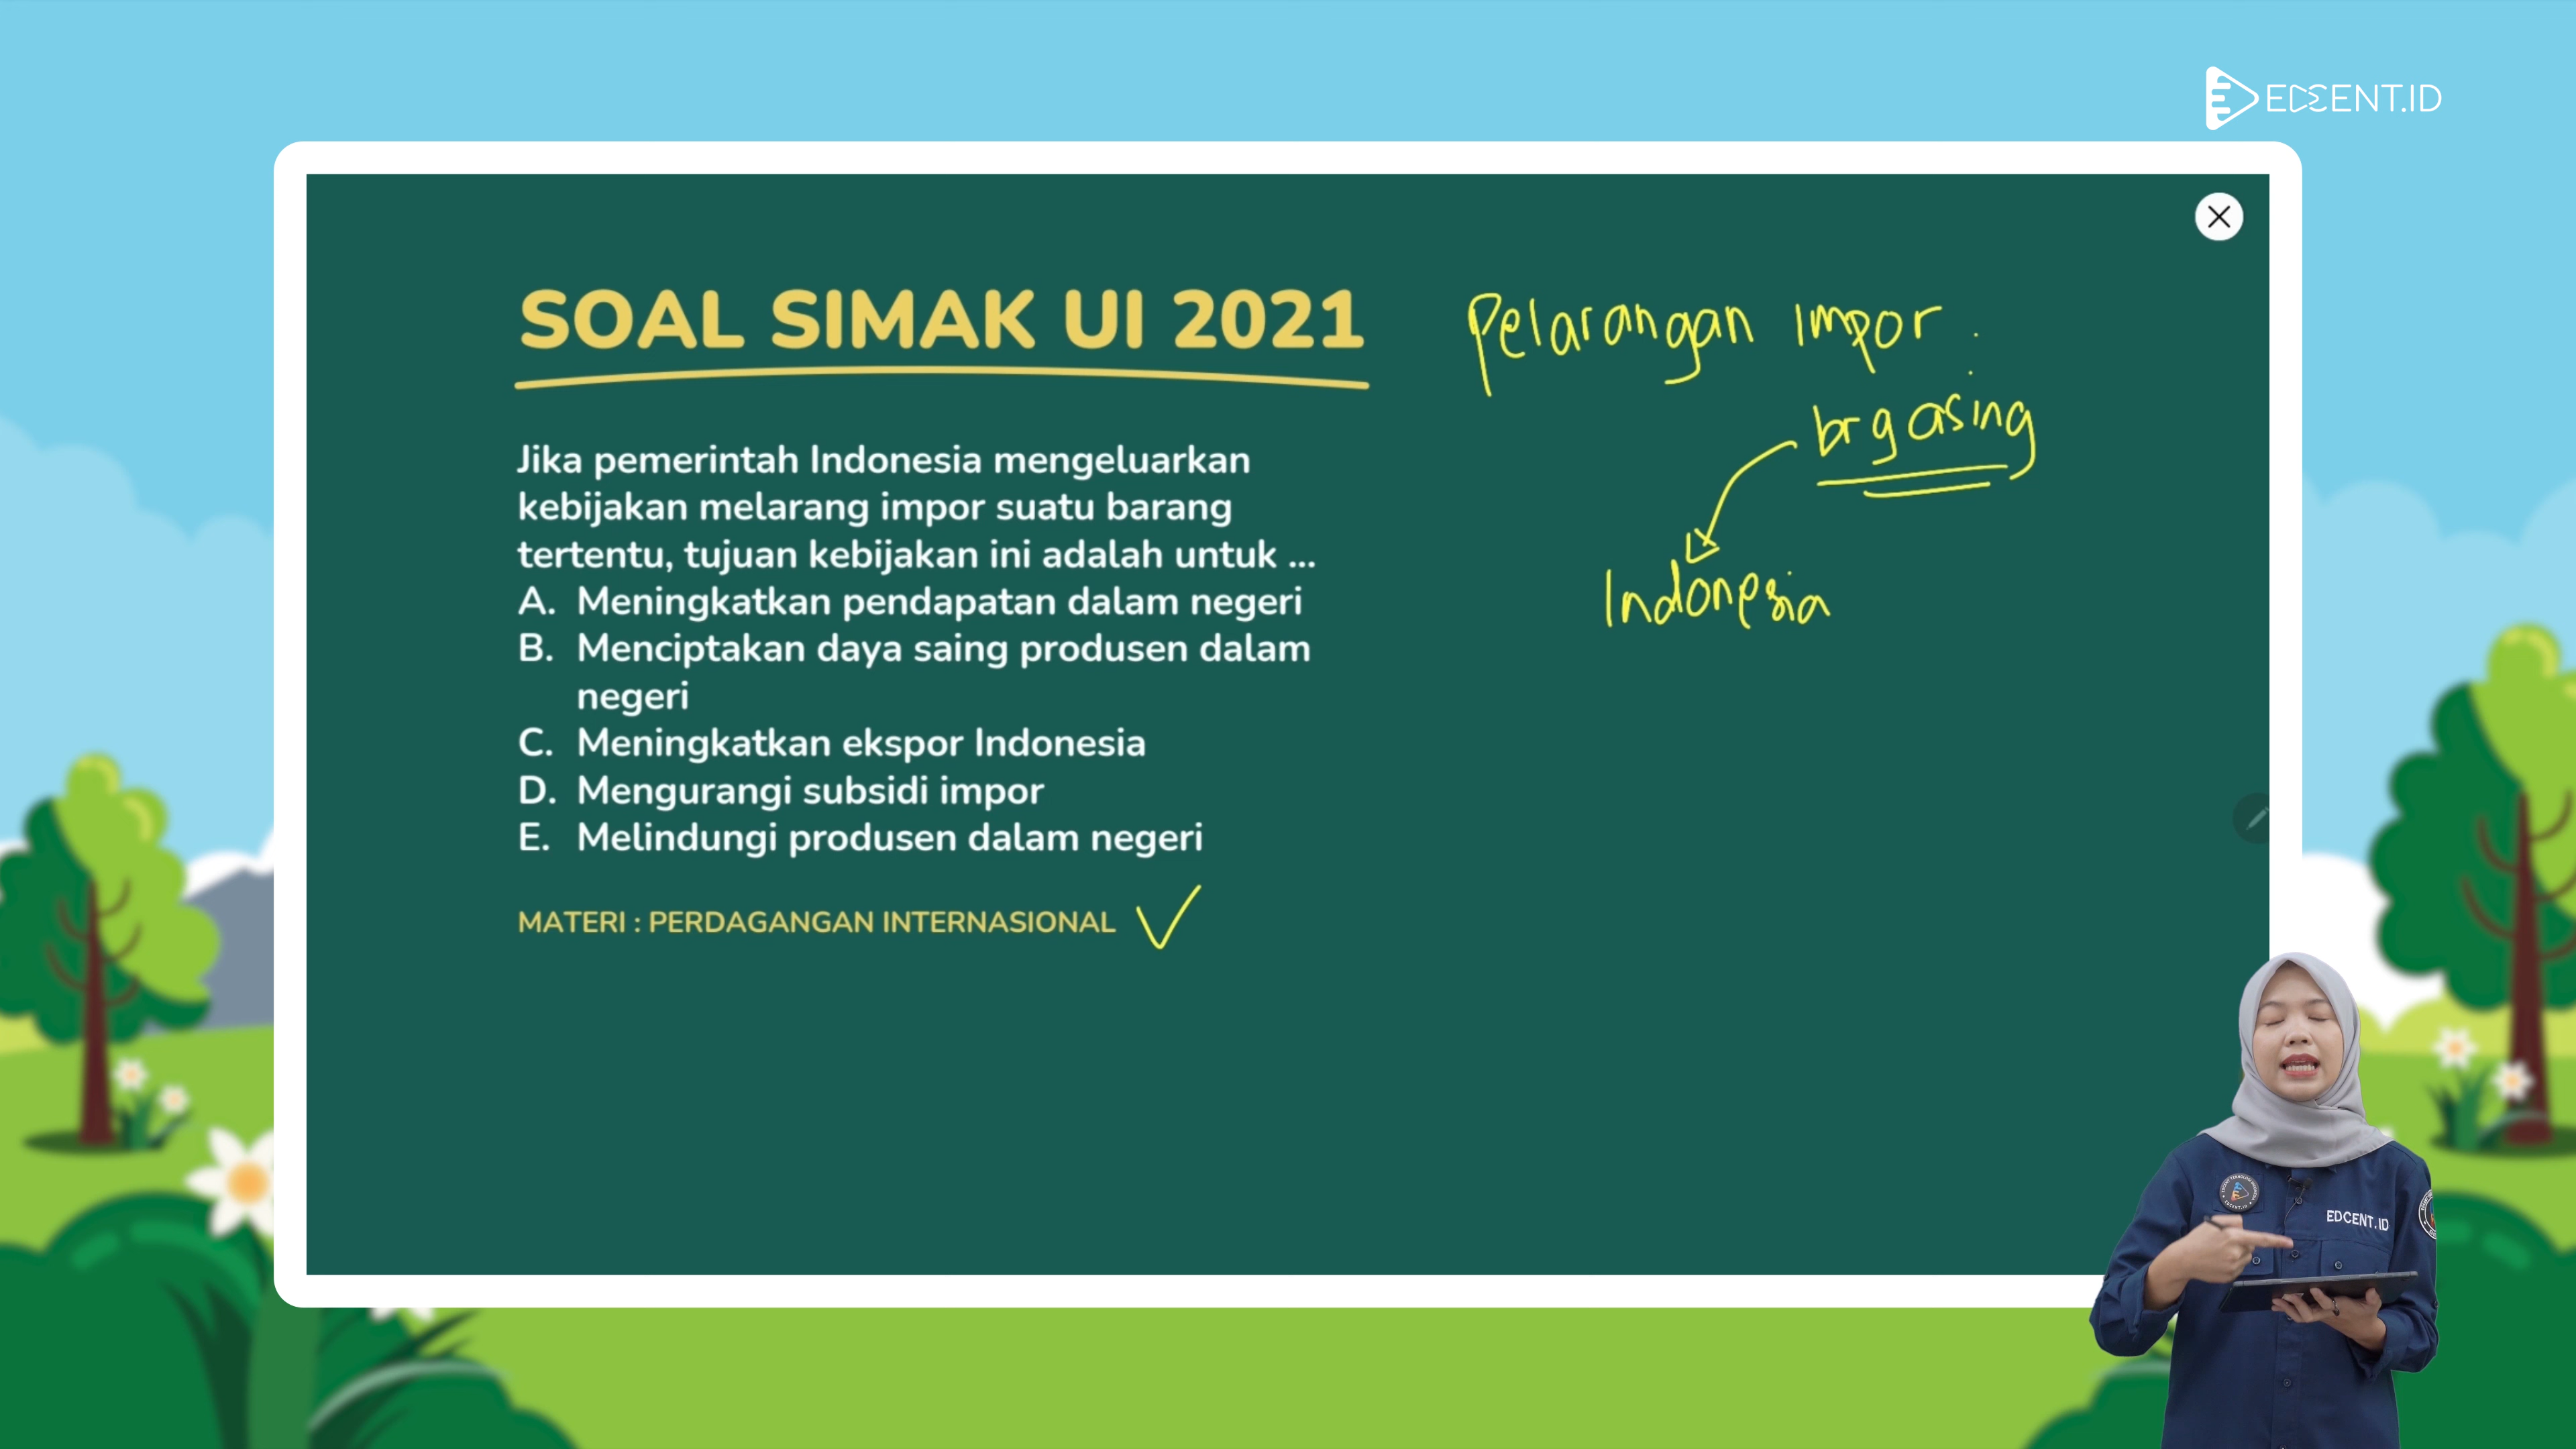 EDCENT.ID
SOAL SIMAK UI 2021
Jika pemerintah Indonesia mengeluarkan
kebijakan melarang impor suatu barang
tertentu, tujuan kebijakan ini adalah untuk ...
A. Meningkatkan pendapatan dalam negeri
B. Menciptakan daya saing produsen dalam
negeri
C. Meningkatkan ekspor Indonesia
D. Mengurangi subsidi impor
E. Melindungi produsen dalam negeri
MATERI : PERDAGANGAN INTERNASIONAL
Pelarangan impor
brg asing
Indonesia
EDCENT.ID